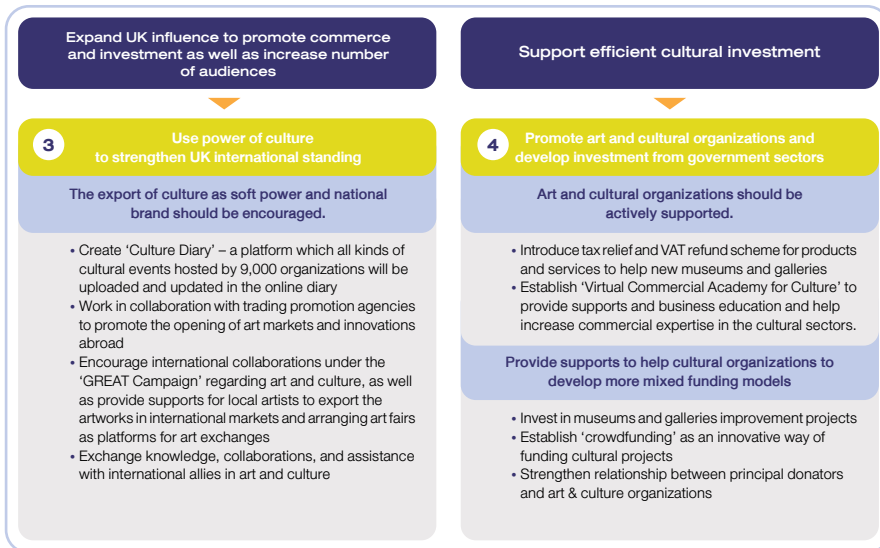 Expand UK influence to promote commerce
and investment as well as increase number
of audiences
3
Use power of culture
to strengthen UK international standing
The export of culture as soft power and national
brand should be encouraged.
• Create ‘Culture Diary’ – a platform which all kinds of
cultural events hosted by 9,000 organizations will be
uploaded and updated in the online diary
• Work in collaboration with trading promotion agencies
to promote the opening of art markets and innovations
abroad
• Encourage international collaborations under the
‘GREAT Campaign’ regarding art and culture, as well
as provide supports for local artists to export the
artworks in international markets and arranging art fairs
as platforms for art exchanges
• Exchange knowledge, collaborations, and assistance
with international allies in art and culture
Support efficient cultural investment
4
Promote art and cultural organizations and
develop investment from government sectors
Art and cultural organizations should be
actively supported.
• Introduce tax relief and VAT refund scheme for products
and services to help new museums and galleries
• Establish ‘Virtual Commercial Academy for Culture’ to
provide supports and business education and help
increase commercial expertise in the cultural sectors.
Provide supports to help cultural organizations to
develop more mixed funding models
• Invest in museums and galleries improvement projects
• Establish ‘crowdfunding’ as an innovative way of
funding cultural projects
• Strengthen relationship between principal donators
and art & culture organizations